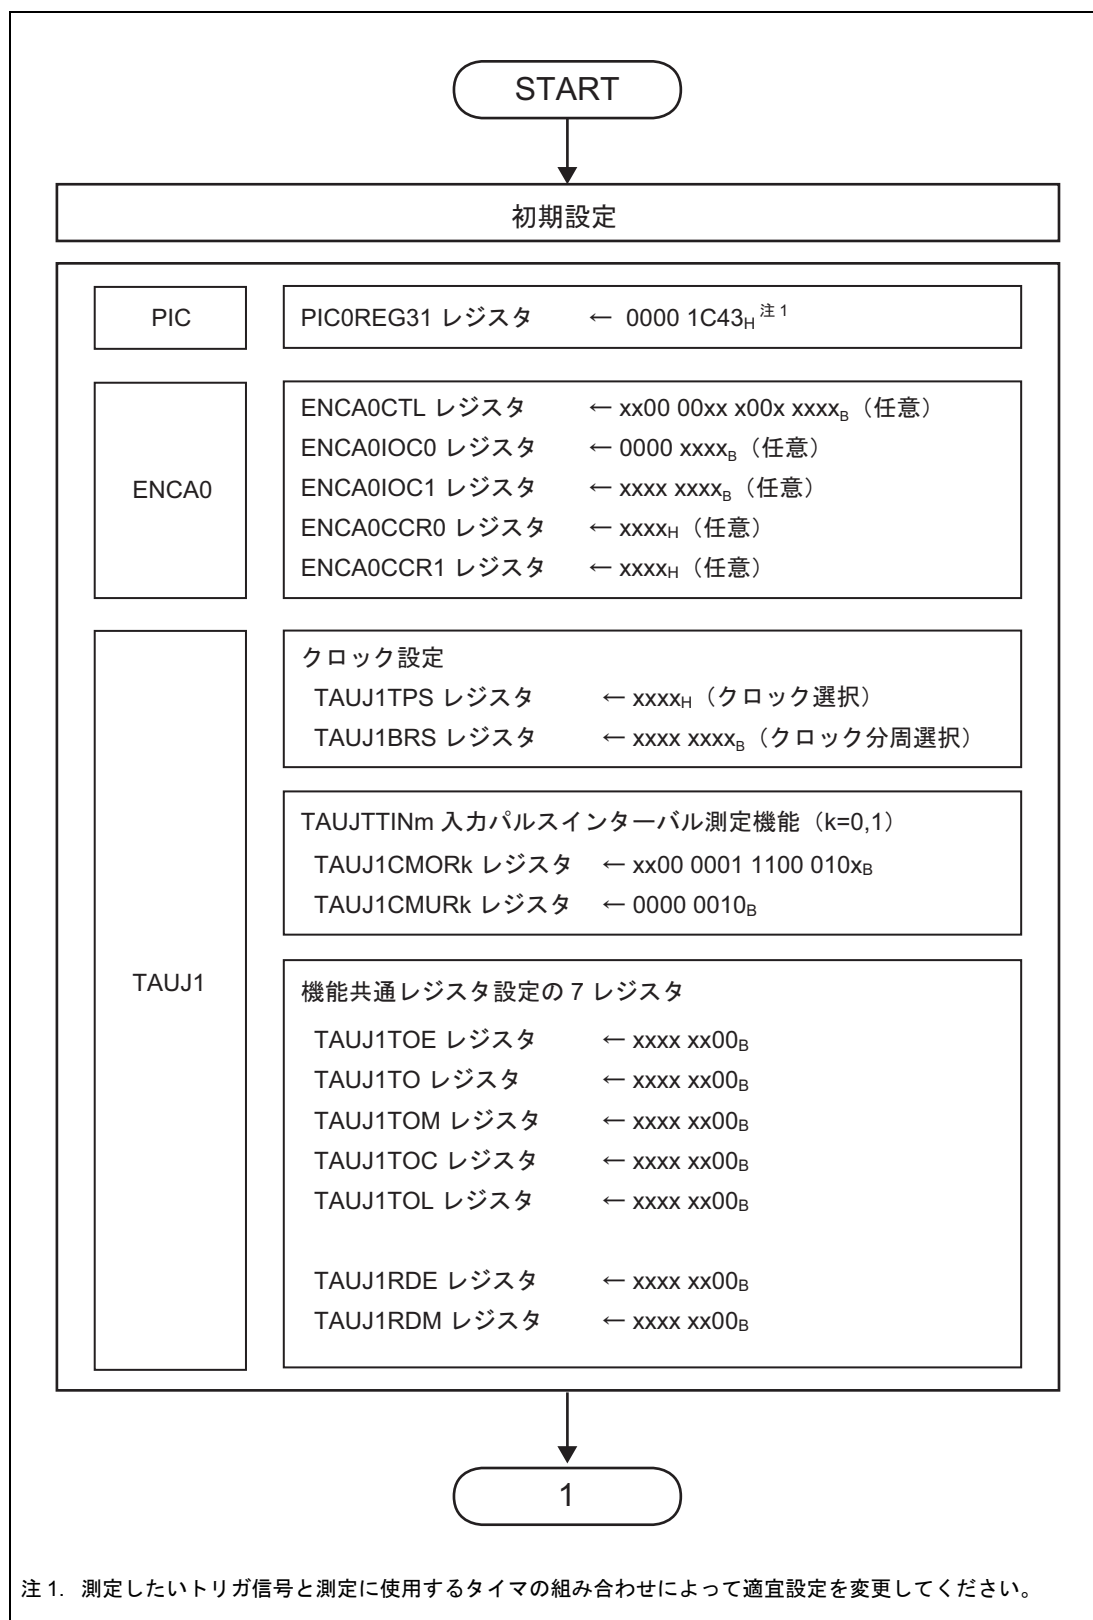 START
初期設定
PIC
PIC0REG31 レジスタ ← 0000 1C43H 注 1
ENCA0
ENCA0CTL レジスタ ← xx00 00xx x00x xxxxB（任意）
ENCA0IOC0 レジスタ ← 0000 xxxxB（任意）
ENCA0IOC1 レジスタ ← xxxx xxxxB（任意）
ENCA0CCR0 レジスタ ← xxxxH（任意）
ENCA0CCR1 レジスタ ← xxxxH（任意）
TAUJ1
クロック設定
TAUJ1TPS レジスタ ← xxxxH（クロック選択）
TAUJ1BRS レジスタ ← xxxx xxxxB（クロック分周選択）
TAUJTTINm 入力パルスインターバル測定機能（k=0,1）
TAUJ1CMORk レジスタ ← xx00 0001 1100 010xB
TAUJ1CMURk レジスタ ← 0000 0010B
機能共通レジスタ設定の 7 レジスタ
TAUJ1TOE レジスタ ← xxxx xx00B
TAUJ1TO レジスタ ← xxxx xx00B
TAUJ1TOM レジスタ ← xxxx xx00B
TAUJ1TOC レジスタ ← xxxx xx00B
TAUJ1TOL レジスタ ← xxxx xx00B
TAUJ1RDE レジスタ ← xxxx xx00B
TAUJ1RDM レジスタ ← xxxx xx00B
1
注 1. 測定したいトリガ信号と測定に使用するタイマの組み合わせによって適宜設定を変更してください。